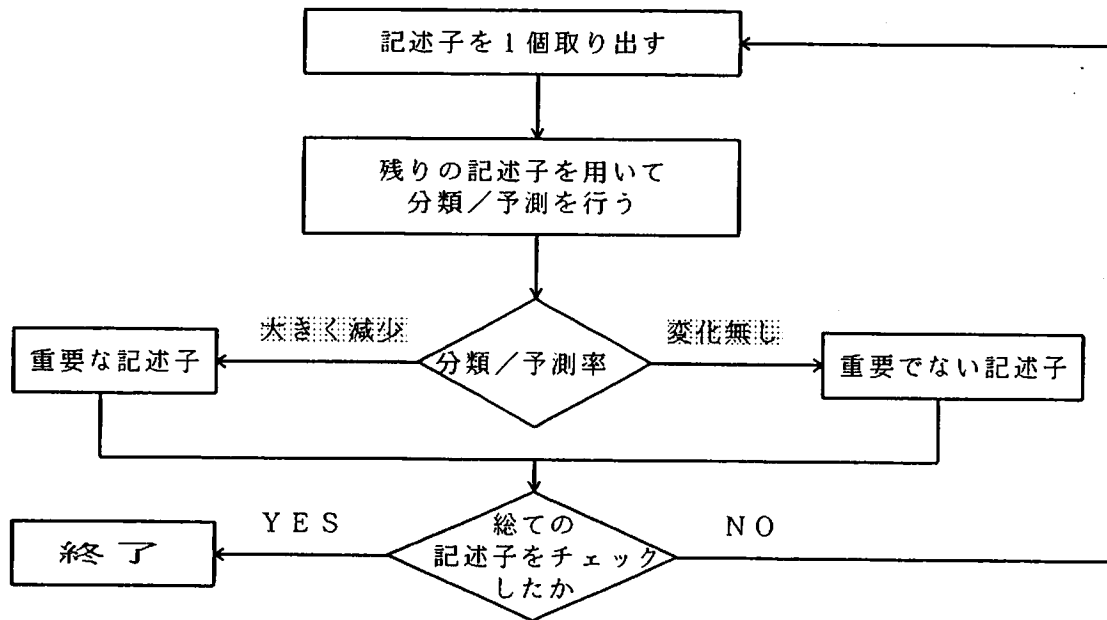 記述子を1個取り出す
残りの記述子を用いて
分類／予測を行う
大きく減少
変化無し
重要な記述子
分類／予測率
重要でない記述子
YES
総ての
NO
終了
記述子をチェック
したか